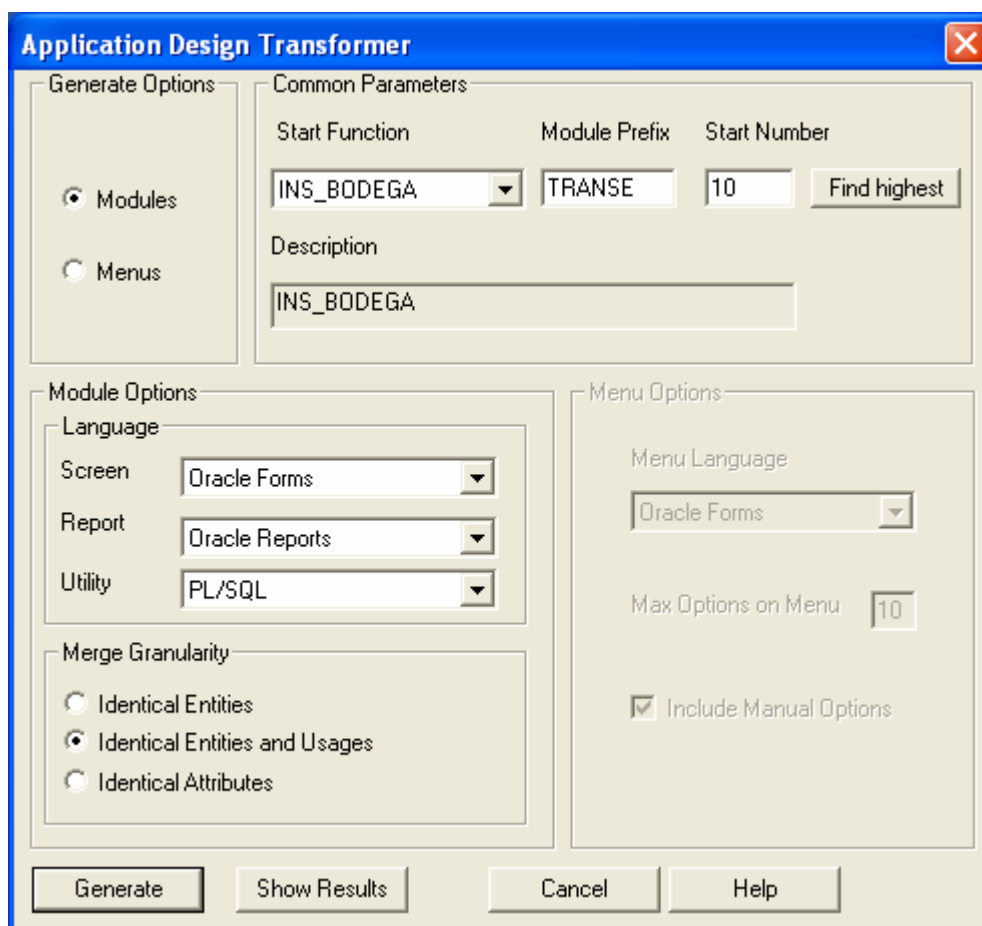 Application Design Transformer
Generate Options
Modules
Menus
Common Parameters
Start Function
Module Prefix
Start Number
INS_BODEGA
TRANSE
10
Find highest
Description
INS_BODEGA
Module Options
Language
Screen
Oracle Forms
Report
Oracle Reports
Utility
PL/SQL
Merge Granularity
Identical Entities
Identical Entities and Usages
Identical Attributes
Menu Options
Menu Language
Oracle Forms
Max Options on Menu
10
Include Manual Options
Generate
Show Results
Cancel
Help